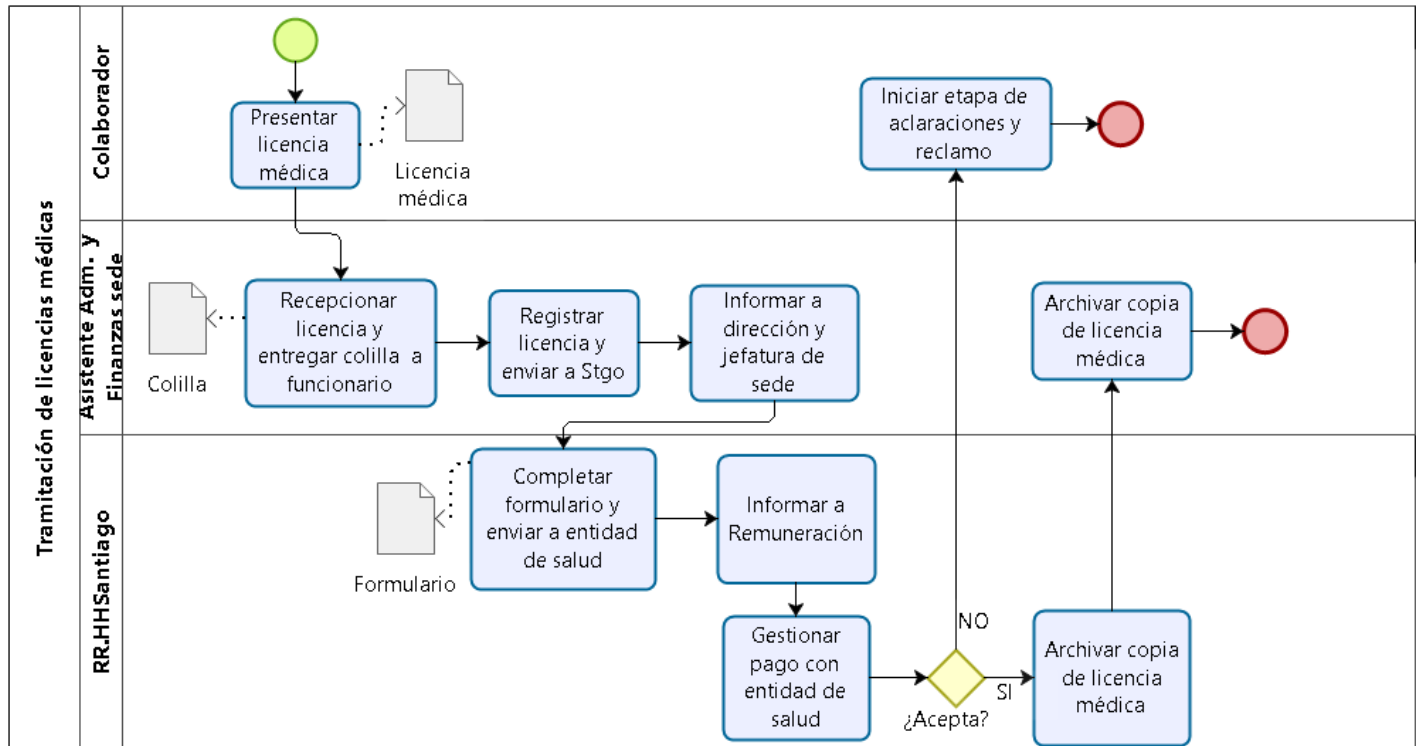 Tramitación de licencias médicas
Colaborador
Presentar
licencia
médica
Licencia
médica
Iniciar etapa de
aclaraciones y
reclamo
Asistente Adm. y
Finanzas sede
Colilla
Recepcionar
licencia y
entregar colilla a
funcionario
Registrar
licencia y
enviar a Stgo
Informar a
dirección y
jefatura de
sede
Archivar copia
de licencia
médica
RR.HHSantiago
Formulario
Completar
formulario y
enviar a entidad
de salud
Informar a
Remuneración
Gestionar
pago con
entidad de
salud
¿Acepta?
NO
SI
Archivar copia
de licencia
médica